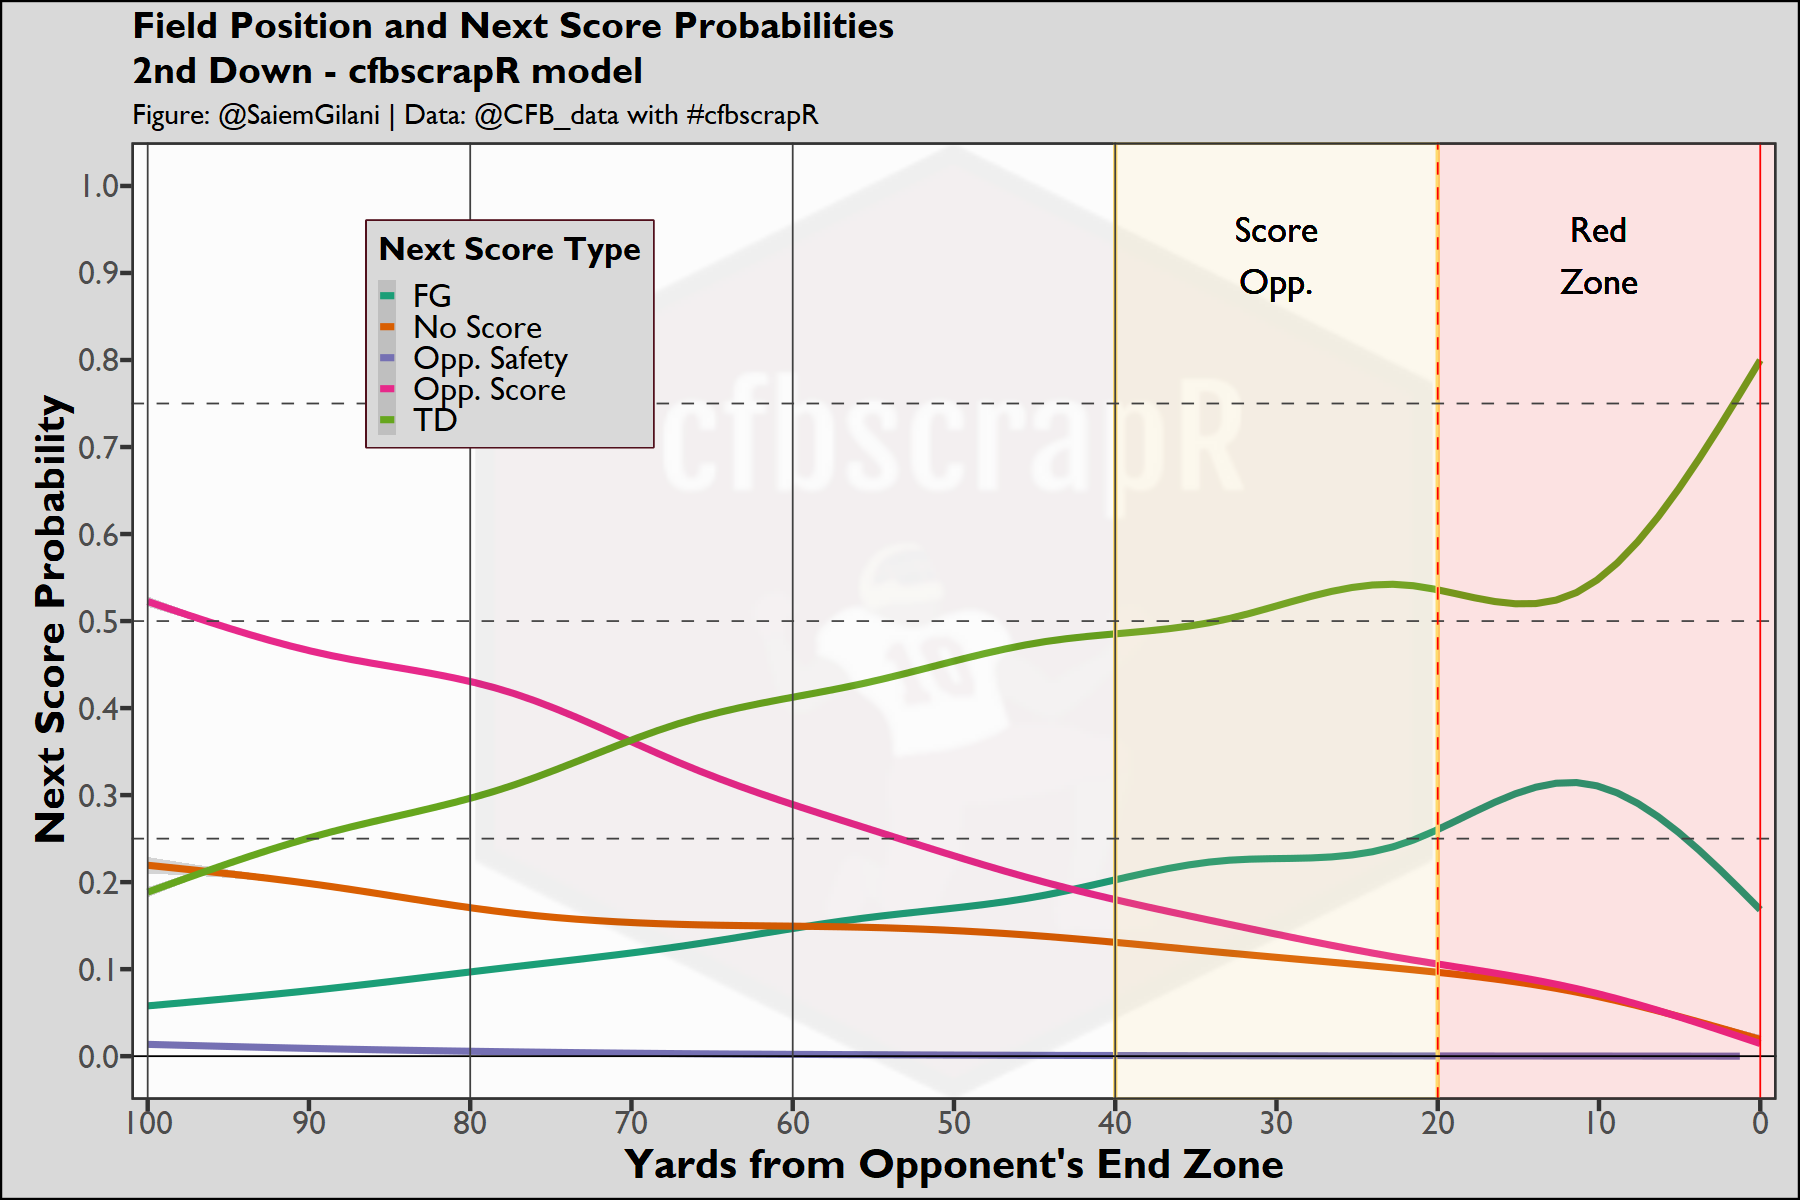 Field Position and Next Score Probabilities
2nd Down - cfbscrapR model
Figure: @SaiemGilani | Data: @CFB_data with #cfbscrapR
Next Score Probability
1.0
0.9
0.8
0.7
0.6
0.5
0.4
0.3
0.2
0.1
0.0
Next Score Type
FG
No Score
Opp. Safety
Opp. Score
TD
cfbscrapR
18
Score
Opp.
Red
Zone
100 90 80 70 60 50 40 30 20 10 0
Yards from Opponent's End Zone